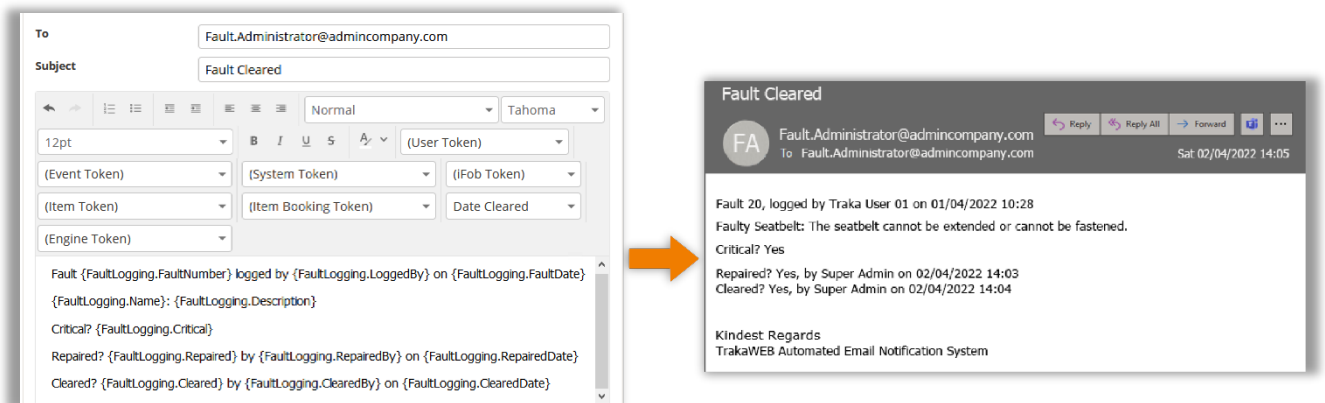 To
Fault.Administrator@admincompany.com
Subject
Fault Cleared
Normal
Tahoma
12pt
B I U S A
(User Token)
(Event Token)
(System Token)
(iFob Token)
(Item Token)
(Item Booking Token)
Date Cleared
(Engine Token)
Fault {FaultLogging.FaultNumber} logged by {FaultLogging.LoggedBy} on {FaultLogging.FaultDate}
{FaultLogging.Name}: {FaultLogging.Description}
Critical? {FaultLogging.Critical}
Repaired? {FaultLogging.Repaired} by {FaultLogging.RepairedBy} on {FaultLogging.RepairedDate}
Cleared? {FaultLogging.Cleared} by {FaultLogging.ClearedBy} on {FaultLogging.ClearedDate}
Fault Cleared
FA
Fault.Administrator@admincompany.com
To Fault.Administrator@admincompany.com
Reply
Reply All
Forward
Sat 02/04/2022 14:05
Fault 20, logged by Traka User 01 on 01/04/2022 10:28
Faulty Seatbelt: The seatbelt cannot be extended or cannot be fastened.
Critical? Yes
Repaired? Yes, by Super Admin on 02/04/2022 14:03
Cleared? Yes, by Super Admin on 02/04/2022 14:04
Kindest Regards
TrakaWEB Automated Email Notification System